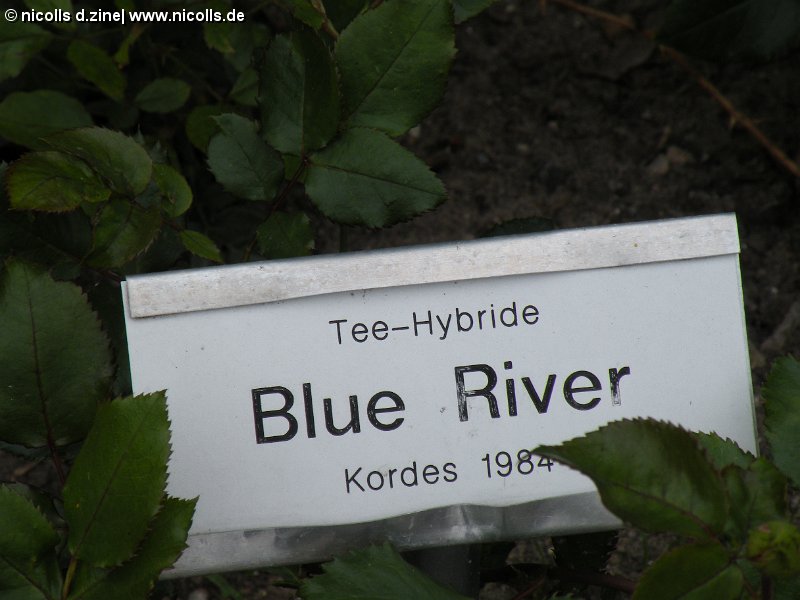 © nicolls d.zine| www.nicolls.de
Tee-Hybride
Blue River
Kordes 1984